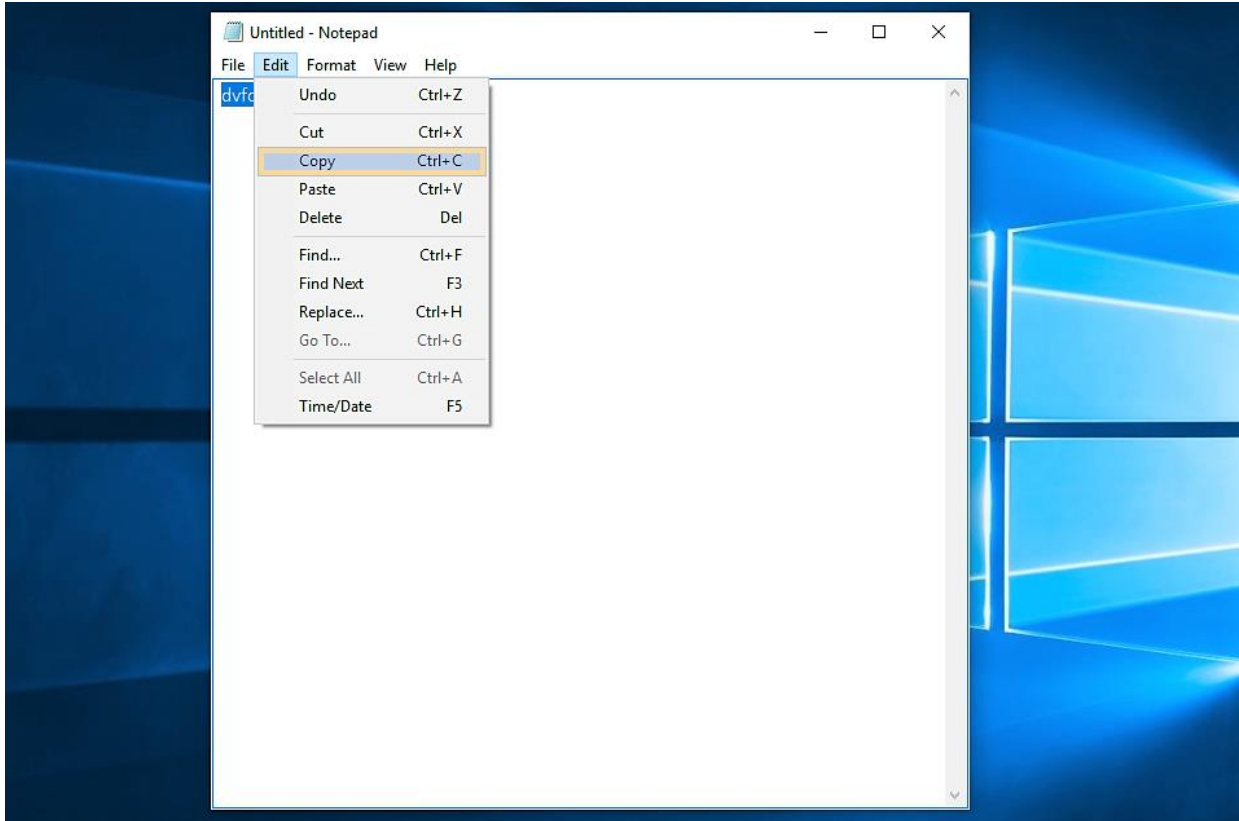 Untitled - Notepad
File Edit Format View Help
Undo Ctrl+Z
Cut Ctrl+X
Copy Ctrl+C
Paste Ctrl+V
Delete Del
Find... Ctrl+F
Find Next F3
Replace... Ctrl+H
Go To... Ctrl+G
Select All Ctrl+A
Time/Date F5